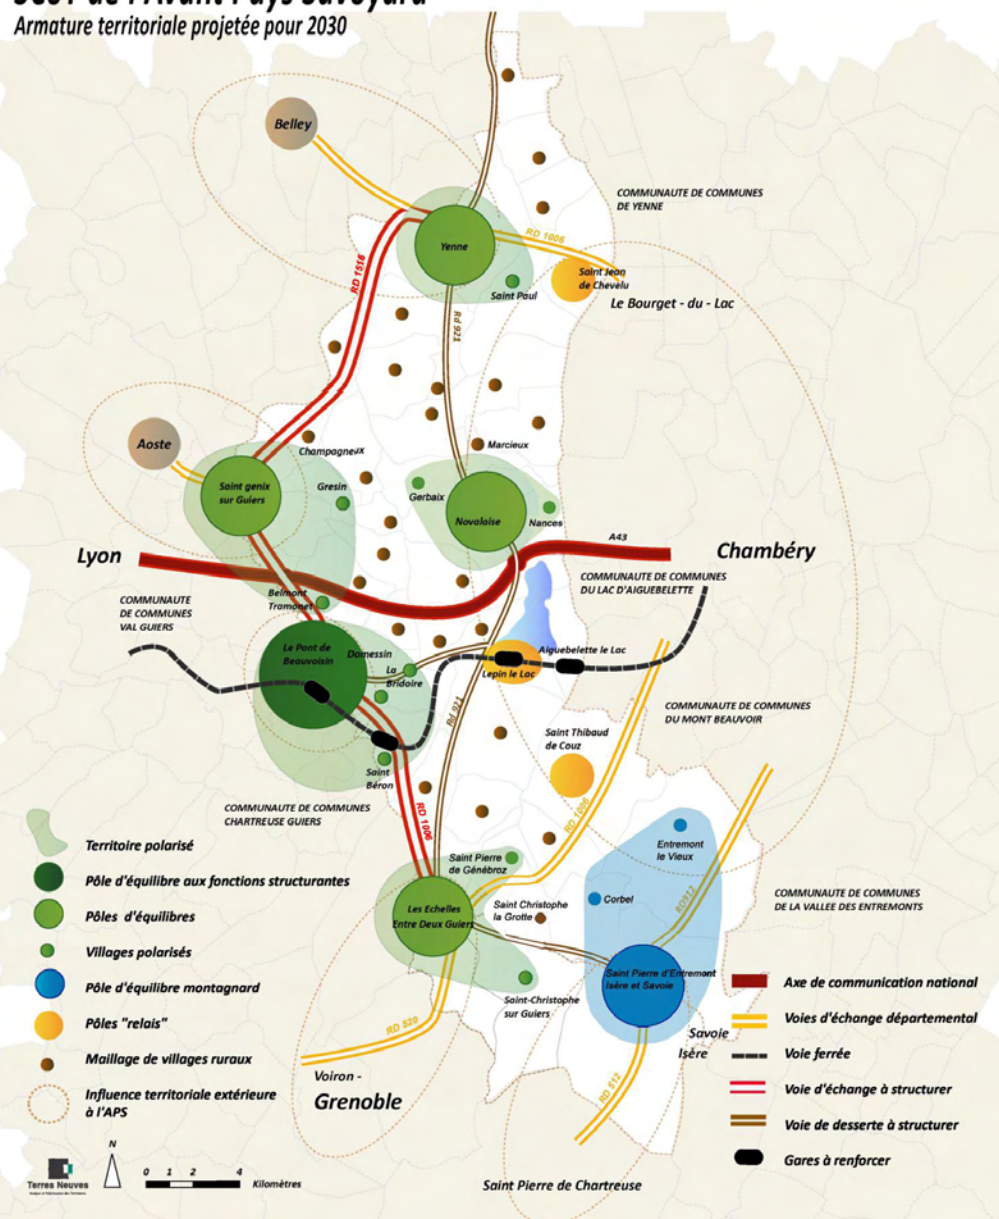 Armature territoriale projetée pour 2030
Belley
COMMUNAUTE DE COMMUNES
DE YENNE
Yenne
RD 1006
RD 1516
Saint Jean
de Chevelu
Saint Paul
Le Bourget - du - Lac
Rd 921
Aoste
Champagneux
Marcieux
Saint genix
sur Guiers
Gresin
Gerbaix
Novalaise
Nances
A43
Lyon
Chambéry
COMMUNAUTE DE COMMUNES
DU LAC D'AIGUEBELETTE
COMMUNAUTE
DE COMMUNES
VAL GUIERS
Belmont
Tramonet
Le Pont de
Beauvoisin
Domessin
La
Bridoire
Aiguebelette le Lac
Lepin le Lac
Rd 921
COMMUNAUTE DE COMMUNES
DU MONT BEAUVOIR
Saint Thibaud
de Couz
Saint
Béron
COMMUNAUTE DE COMMUNES
CHARTREUSE GUIERS
RD 1006
RD 1006
Entremont
le Vieux
Saint Pierre
de Génébroz
Corbel
RD912
COMMUNAUTE DE COMMUNES
DE LA VALLEE DES ENTREMONTS
Les Echelles
Entre Deux Guiers
Saint Christophe
la Grotte
Saint Pierre d'Entremont
Isère et Savoie
Saint-Christophe
sur Guiers
RD 520
Savoie
Isère
RD 512
Voiron -
Grenoble
Saint Pierre de Chartreuse
Territoire polarisé
Pôle d'équilibre aux fonctions structurantes
Pôles d'équilibres
Villages polarisés
Pôle d'équilibre montagnard
Pôles "relais"
Maillage de villages ruraux
Influence territoriale extérieure
à l'APS
Axe de communication national
Voies d'échange départemental
Voie ferrée
Voie d'échange à structurer
Voie de desserte à structurer
Gares à renforcer
N
0 1 2 4
Kilomètres
Terres Neuves